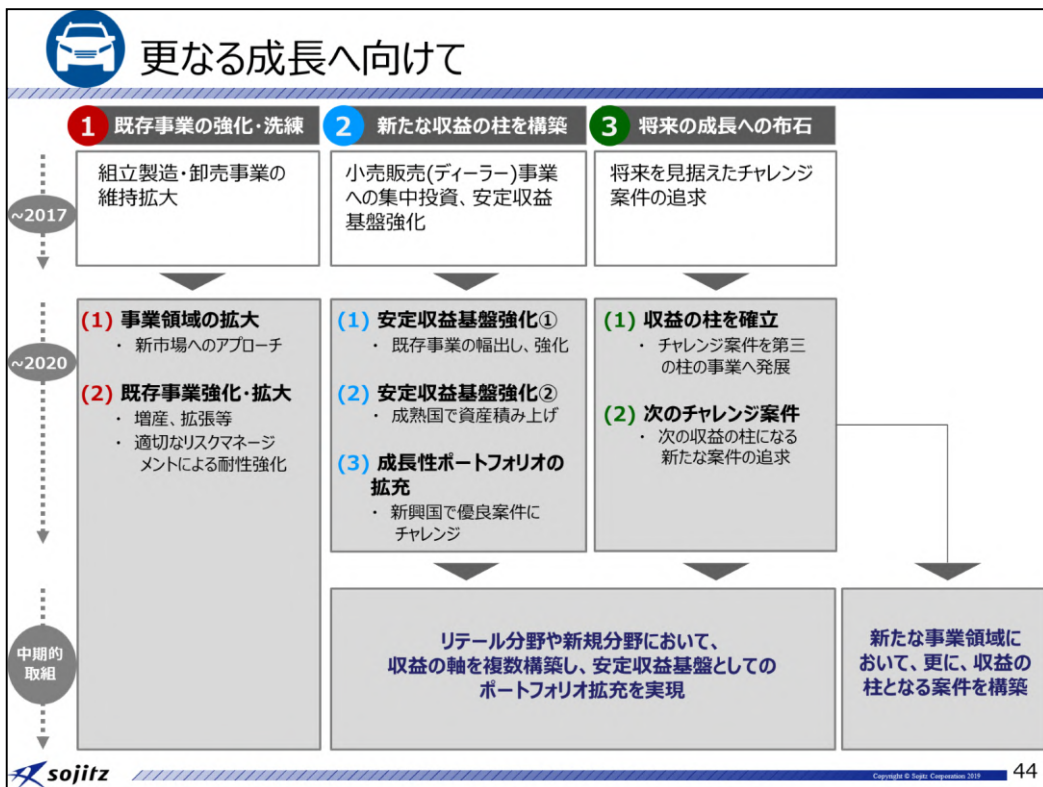 更なる成長へ向けて
1 既存事業の強化・洗練
2 新たな収益の柱を構築
3 将来の成長への布石
~2017
組立製造・卸売事業の
維持拡大
小売販売(ディーラー)事業
への集中投資、安定収益
基盤強化
将来を見据えたチャレンジ
案件の追求
~2020
(1) 事業領域の拡大
・ 新市場へのアプローチ
(2) 既存事業強化・拡大
・ 増産、拡張等
・ 適切なリスクマネージ
メントによる耐性強化
(1) 安定収益基盤強化①
・ 既存事業の幅出し、強化
(2) 安定収益基盤強化②
・ 成熟国で資産積み上げ
(3) 成長性ポートフォリオの
拡充
・ 新興国で優良案件に
チャレンジ
(1) 収益の柱を確立
・ チャレンジ案件を第三
の柱の事業へ発展
(2) 次のチャレンジ案件
・ 次の収益の柱になる
新たな案件の追求
中期的
取組
リテール分野や新規分野において、
収益の軸を複数構築し、安定収益基盤としての
ポートフォリオ拡充を実現
新たな事業領域に
おいて、更に、収益の
柱となる案件を構築
sojitz
Copyright © Sojitz Corporation 2019
44